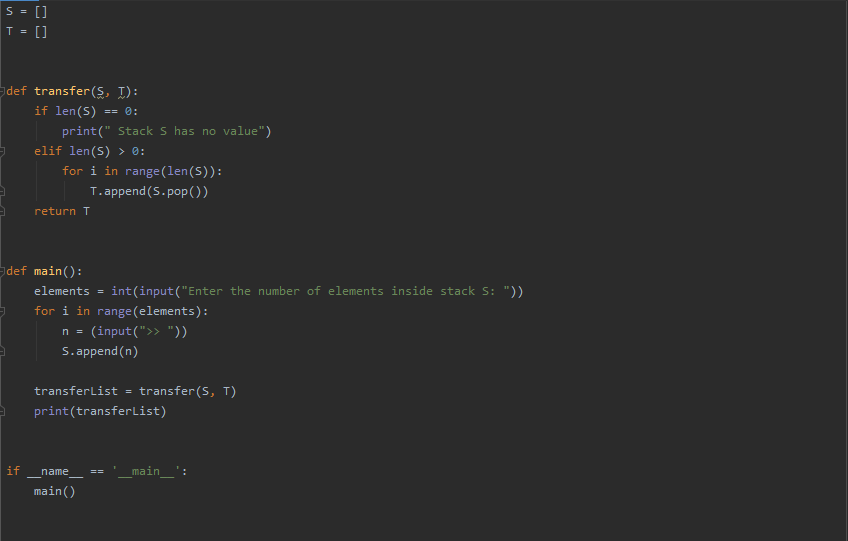 S = []
T = []
def transfer(S, T):
    if len(S) == 0:
        print(" Stack S has no value")
    elif len(S) > 0:
        for i in range(len(S)):
            T.append(S.pop())
    return T
def main():
    elements = int(input("Enter the number of elements inside stack S: "))
    for i in range(elements):
        n = (input(">> "))
        S.append(n)
    transferList = transfer(S, T)
    print(transferList)
if __name__ == '__main__':
    main()